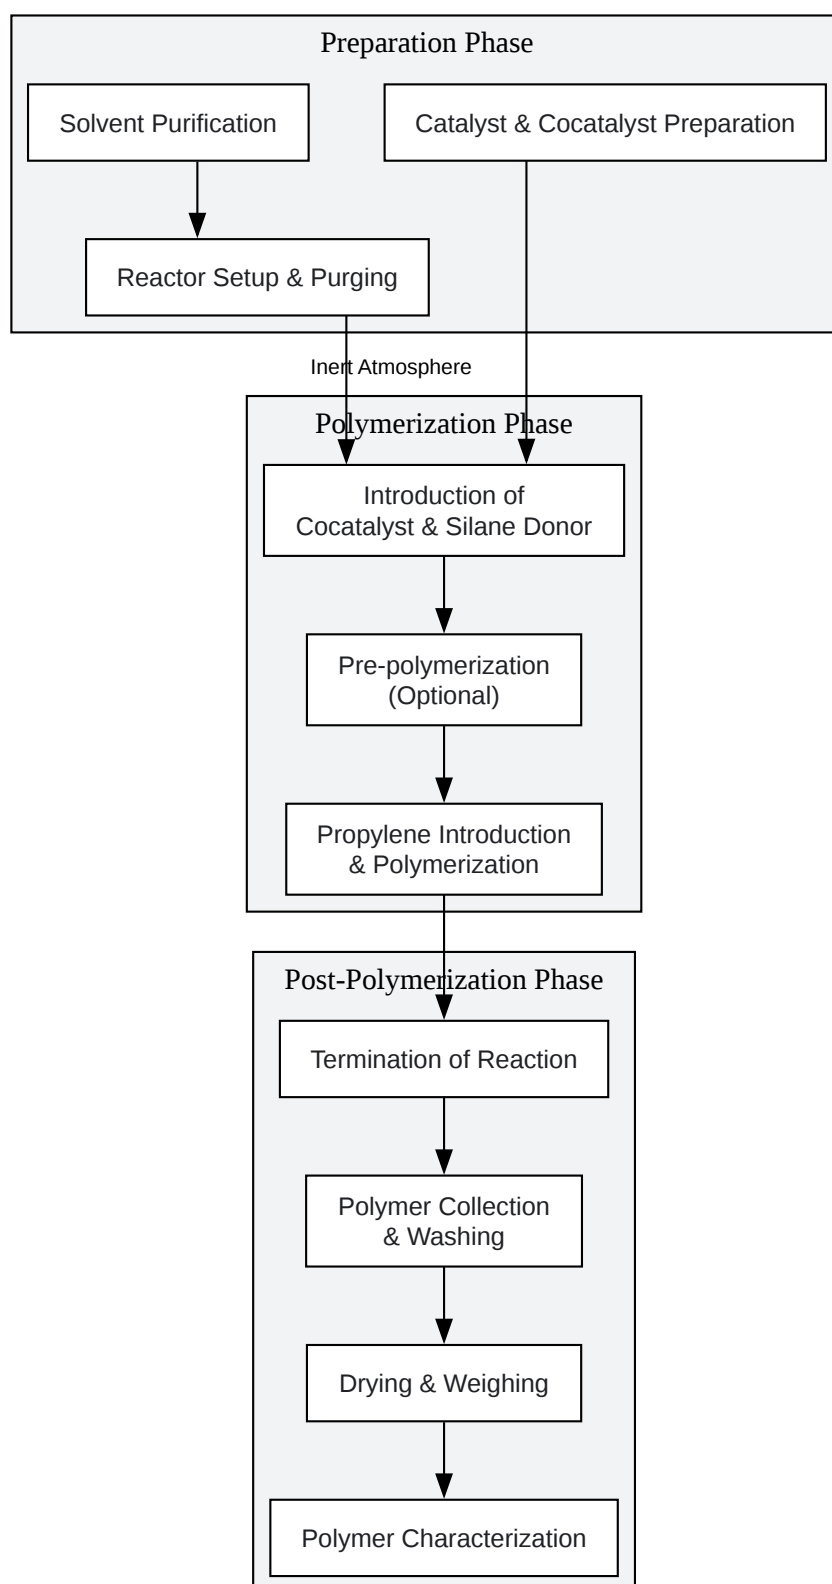 Preparation Phase
Solvent Purification
Catalyst & Cocatalyst Preparation
Reactor Setup & Purging
Inert Atmosphere
Polymerization Phase
Introduction of
Cocatalyst & Silane Donor
Pre-polymerization
(Optional)
Propylene Introduction
& Polymerization
Post-Polymerization Phase
Termination of Reaction
Polymer Collection
& Washing
Drying & Weighing
Polymer Characterization